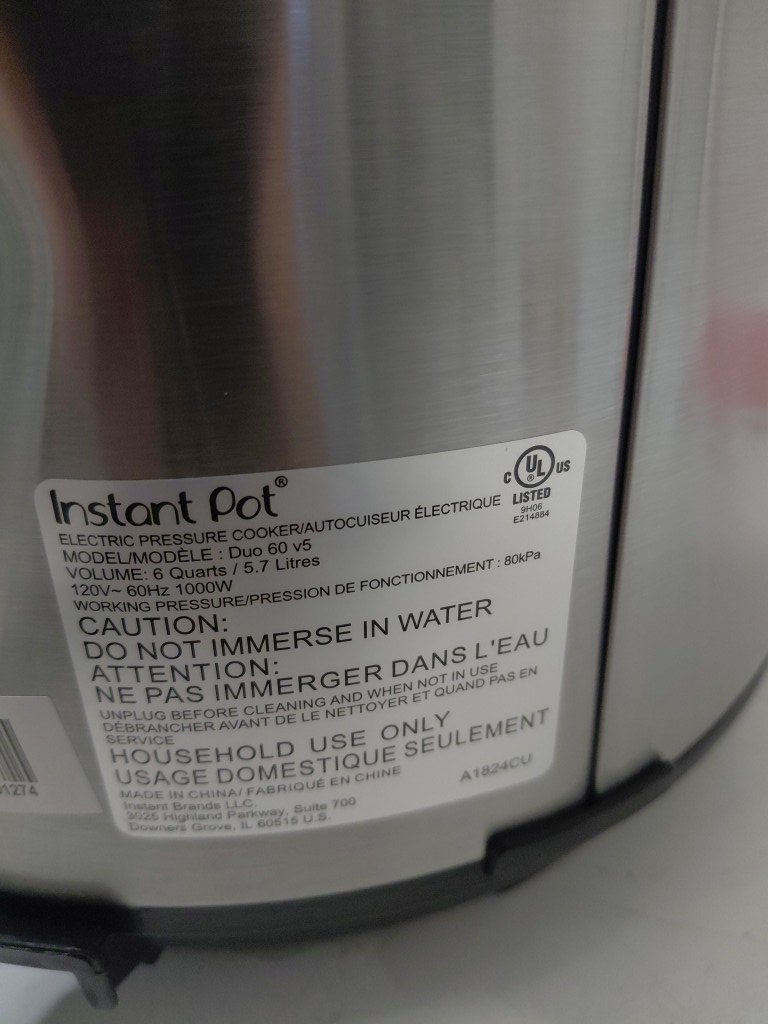 Instant Pot®
C UL ® US
LISTED
9H06
E214884
ELECTRIC PRESSURE COOKER/AUTOCUISEUR ÉLECTRIQUE
MODEL/MODÈLE : Duo 60 v5
VOLUME: 6 Quarts / 5.7 Litres
120V~ 60Hz 1000W
WORKING PRESSURE/PRESSION DE FONCTIONNEMENT : 80kPa
CAUTION:
DO NOT IMMERSE IN WATER
ATTENTION:
NE PAS IMMERGER DANS L'EAU
UNPLUG BEFORE CLEANING AND WHEN NOT IN USE
DÉBRANCHER AVANT DE LE NETTOYER ET QUAND PAS EN
SERVICE
HOUSEHOLD USE ONLY
USAGE DOMESTIQUE SEULEMENT
MADE IN CHINA/ FABRIQUÉ EN CHINE
A1824CU
Instant Brands LLC.
3025 Highland Parkway, Suite 700
Downers Grove, IL 60515 U.S.
1274